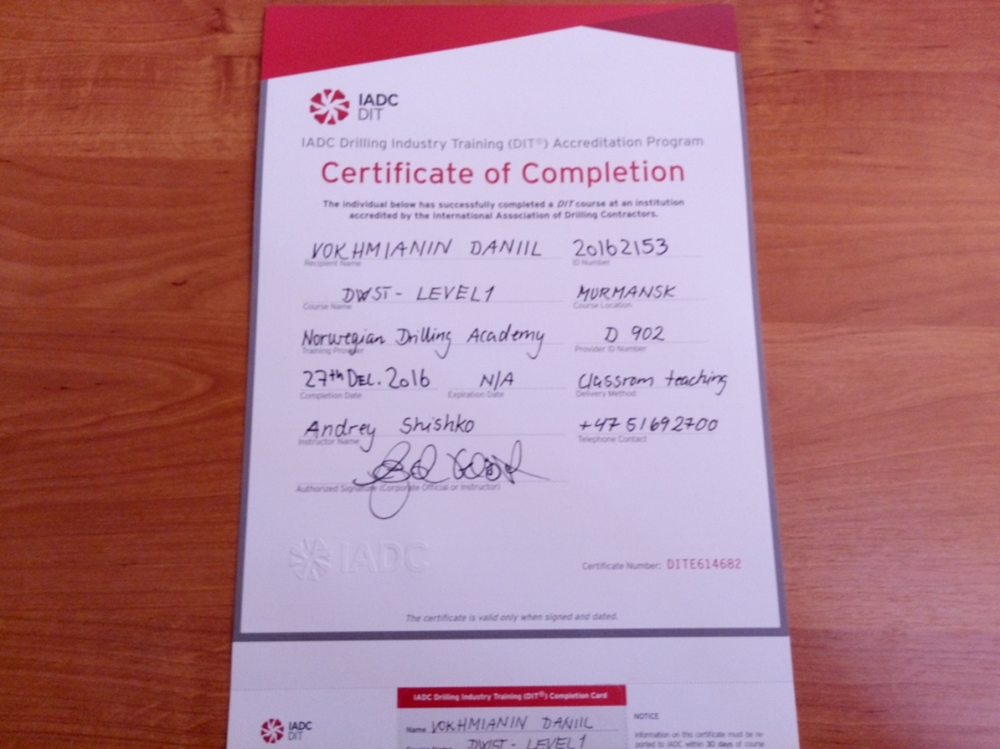 IADC
DIT
IADC Drilling Industry Training (DIT®) Accreditation Program
Certificate of Completion
The individual below has successfully completed a DIT course at an institution
accredited by the International Association of Drilling Contractors.
VOKHMIANIN DANIIL 20162153
Recipient Name ID Number
DWST - LEVEL1 MURMANSK
Course Name Course Location
Norwegian Drilling Academy D 902
Training Provider Provider ID Number
27th DEC. 2016 N/A Classrom teaching
Completion Date Expiration Date Delivery Method
Andrey Shishko +47 51692700
Instructor Name Telephone Contact
Authorized Signature (Corporate Official or Instructor)
IADC
Certificate Number: DITE614682
The certificate is valid only when signed and dated.
IADC Drilling Industry Training (DIT®) Completion Card
IADC
DIT
Name VOKHMIANIN DANIIL
DWST - LEVEL1
NOTICE
Information on this certificate must be re-
ported to IADC within 30 days of course